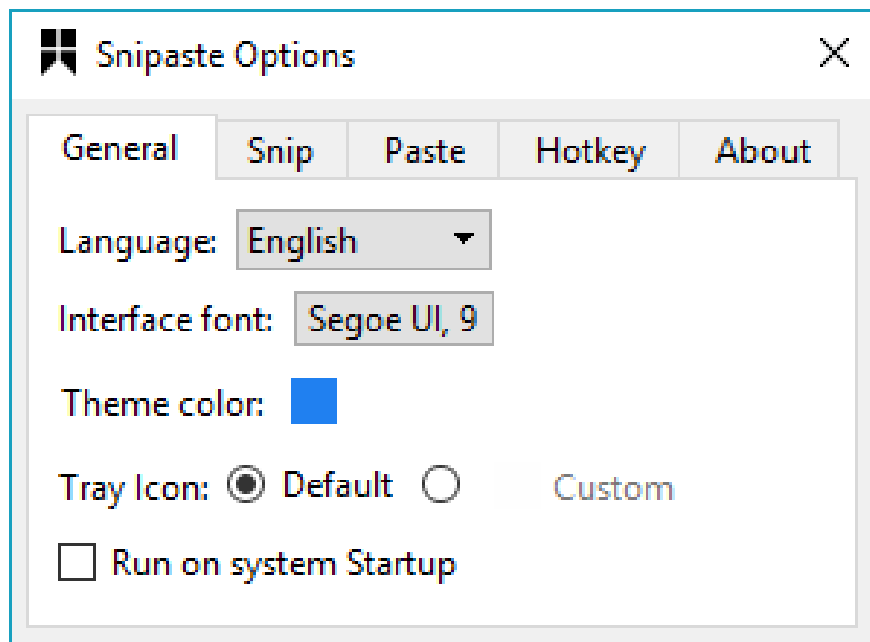 Snipaste Options
General Snip Paste Hotkey About
Language: English
Interface font: Segoe UI, 9
Theme color:
Tray Icon: Default Custom
Run on system Startup